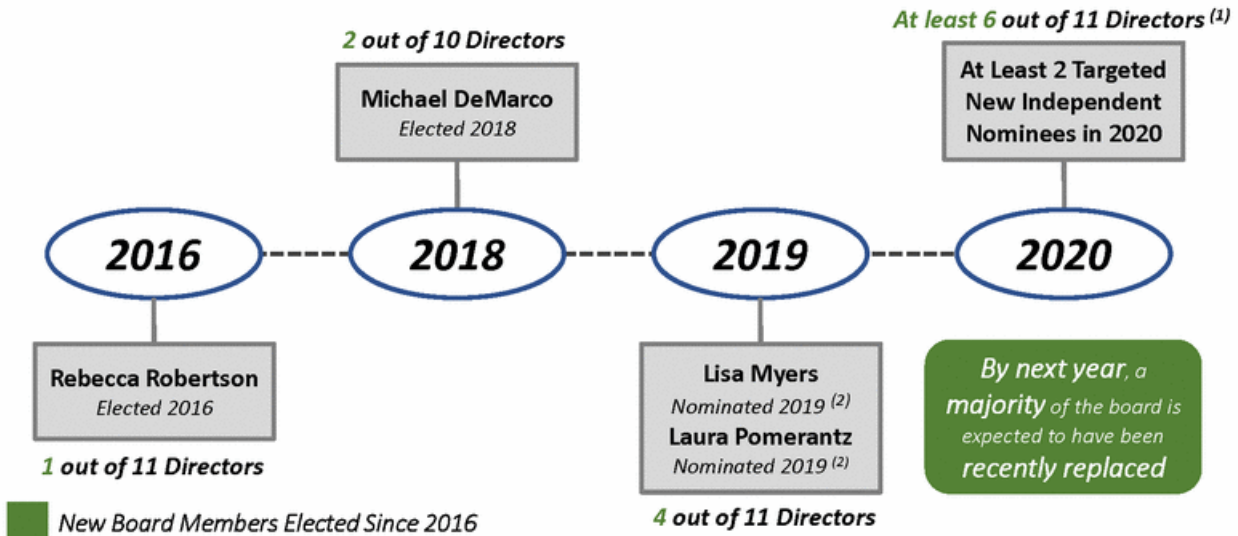 At least 6 out of 11 Directors (1)
2 out of 10 Directors
Michael DeMarco
Elected 2018
At Least 2 Targeted
New Independent
Nominees in 2020
2016
2018
2019
2020
Rebecca Robertson
Elected 2016
1 out of 11 Directors
Lisa Myers
Nominated 2019 (2)
Laura Pomerantz
Nominated 2019 (2)
4 out of 11 Directors
By next year, a
majority of the board is
expected to have been
recently replaced
New Board Members Elected Since 2016